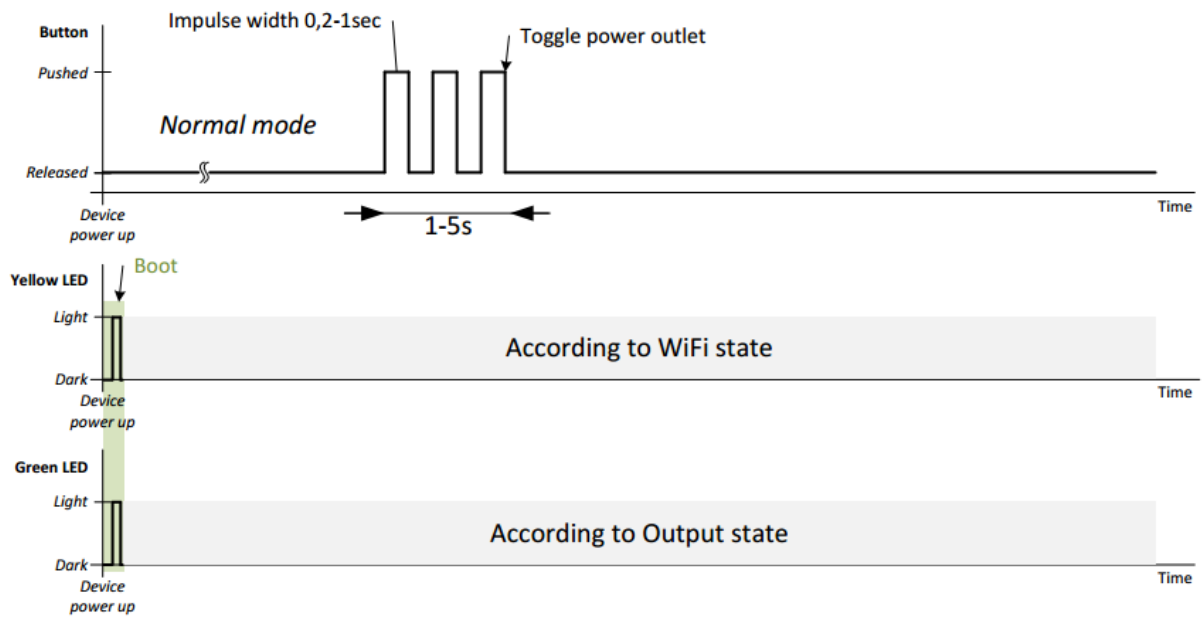 Impulse width 0,2-1sec
Button
Toggle power outlet
Pushed
Normal mode
Released
Time
Device
power up
1-5s
Boot
Yellow LED
Light
According to WiFi state
Dark
Time
Device
power up
Green LED
Light
According to Output state
Dark
Time
Device
power up